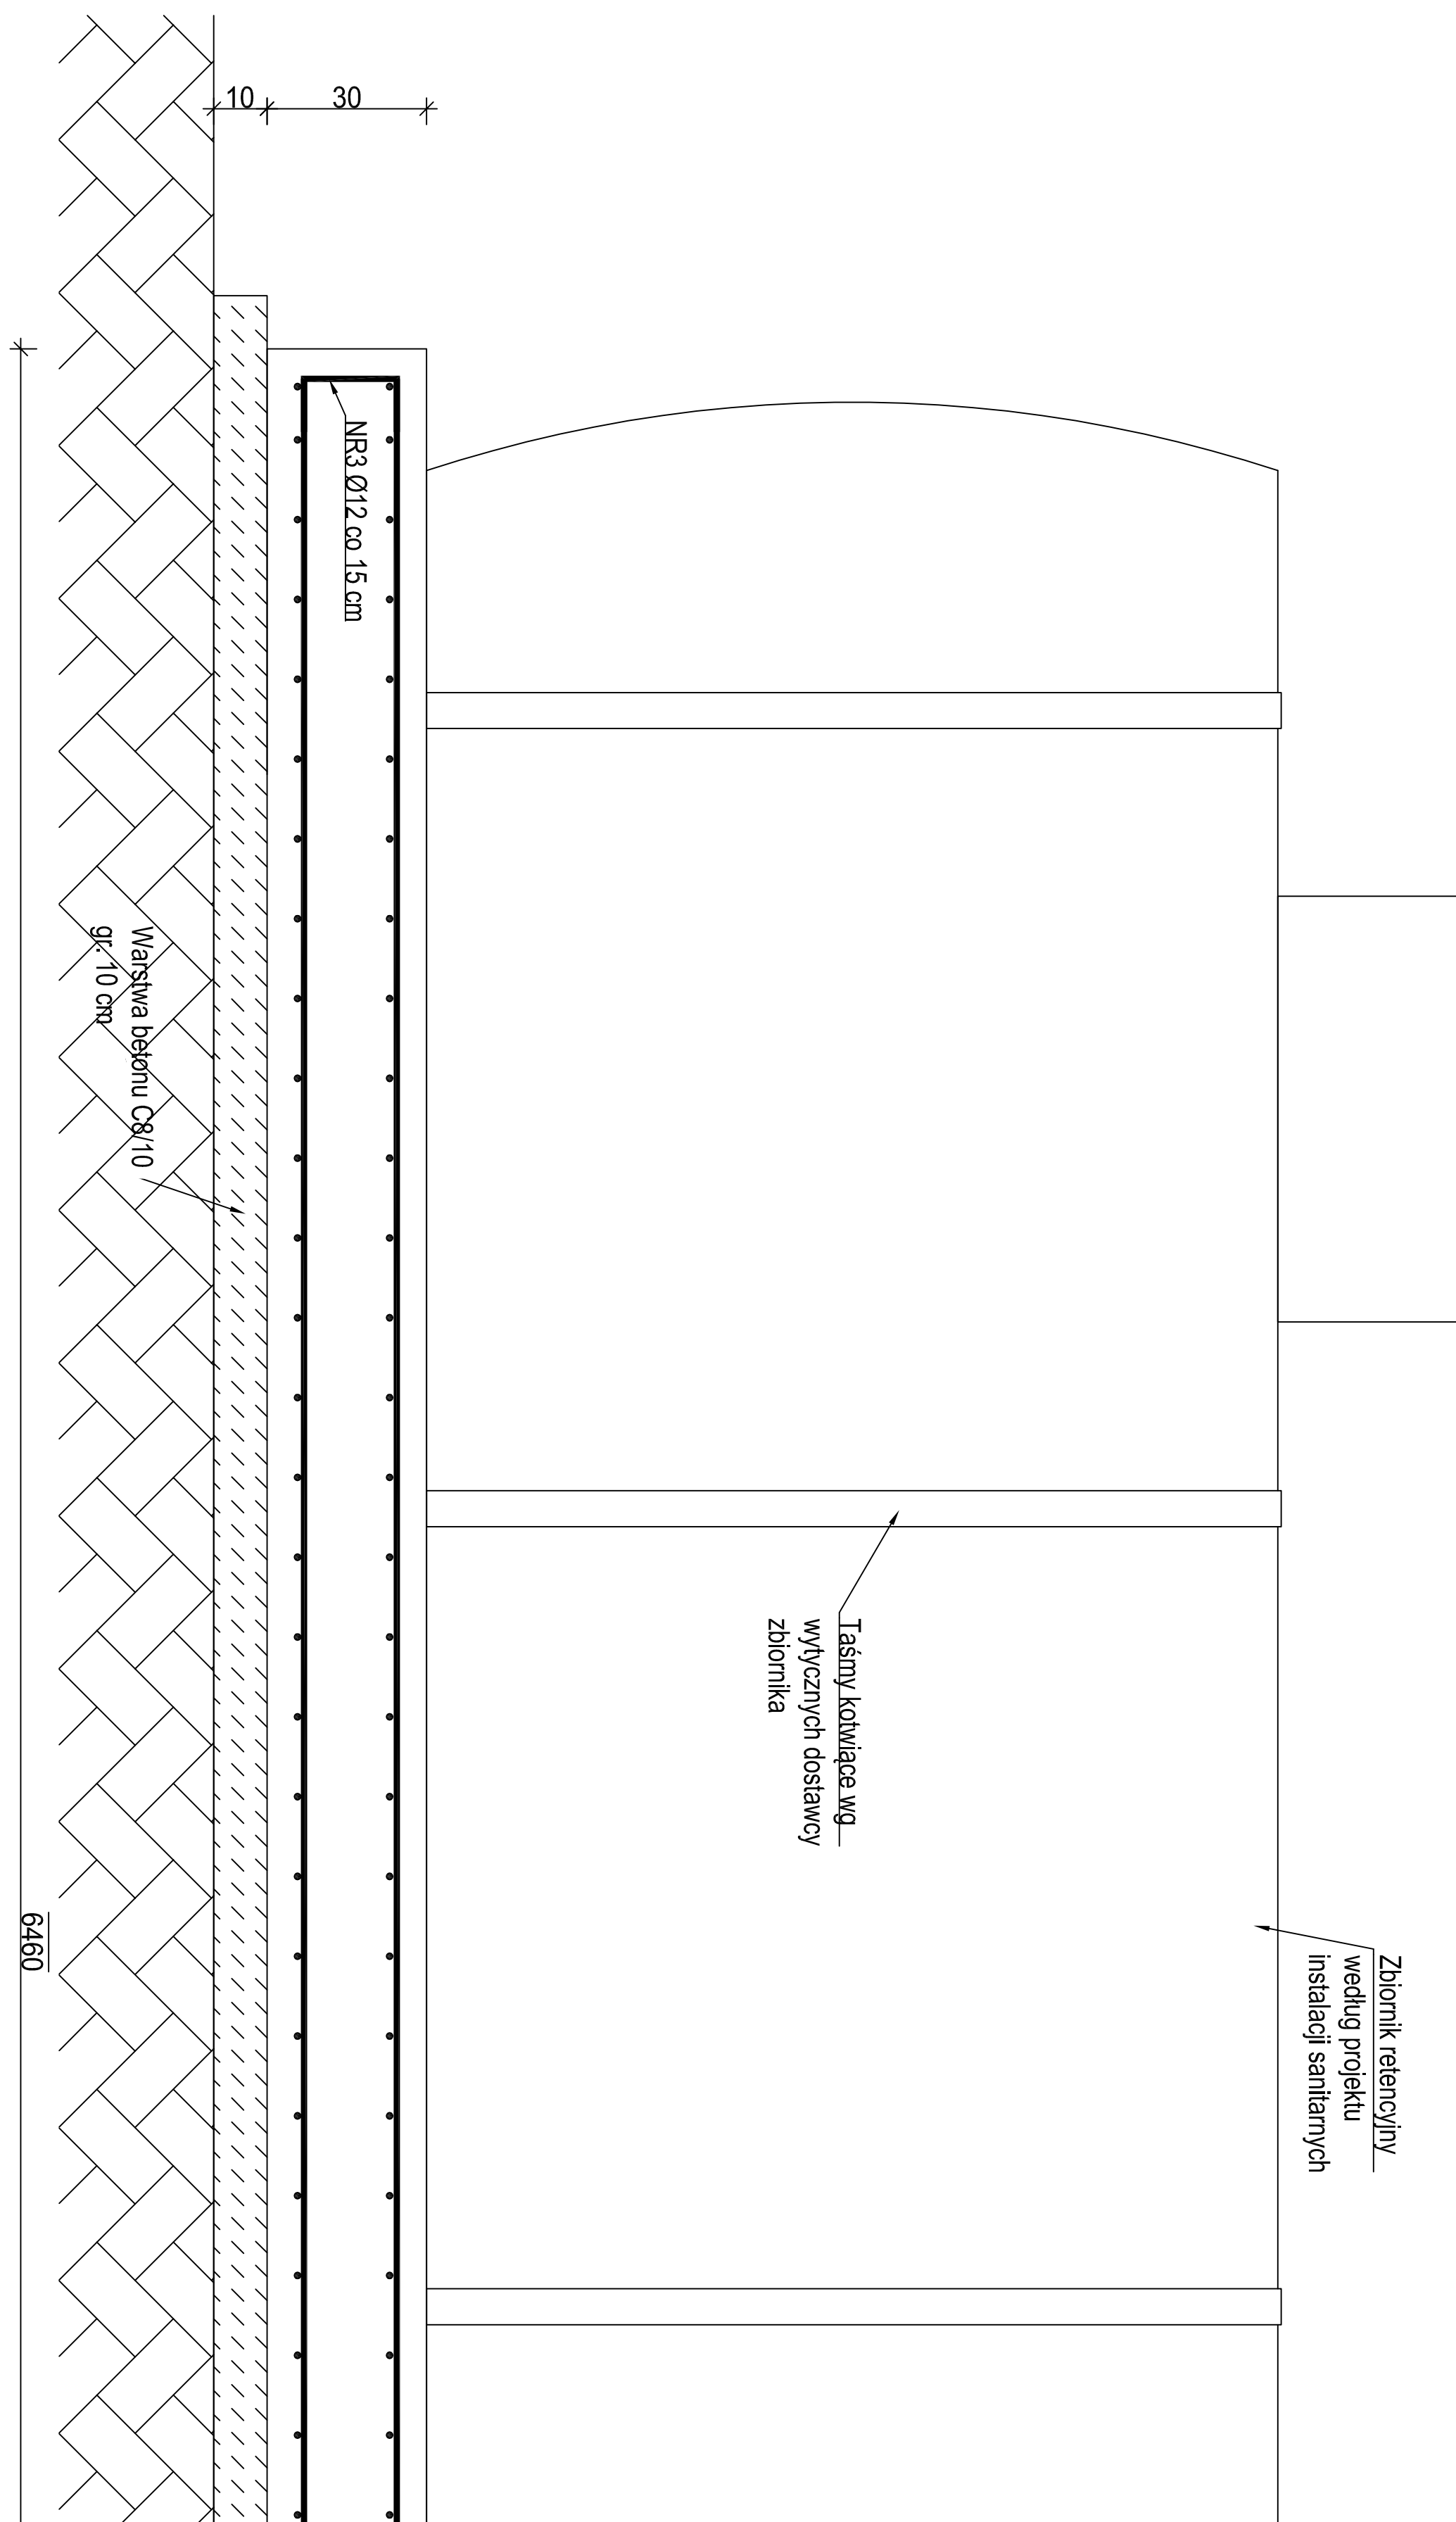 Zbiornik retencyjny
według projektu
instalacji sanitarnych
Taśmy kotwiące wg
wytycznych dostawcy
zbiornika
30
10
NR3 Ø12 co 15 cm
Warstwa betonu C8/10
gr. 10 cm
6460